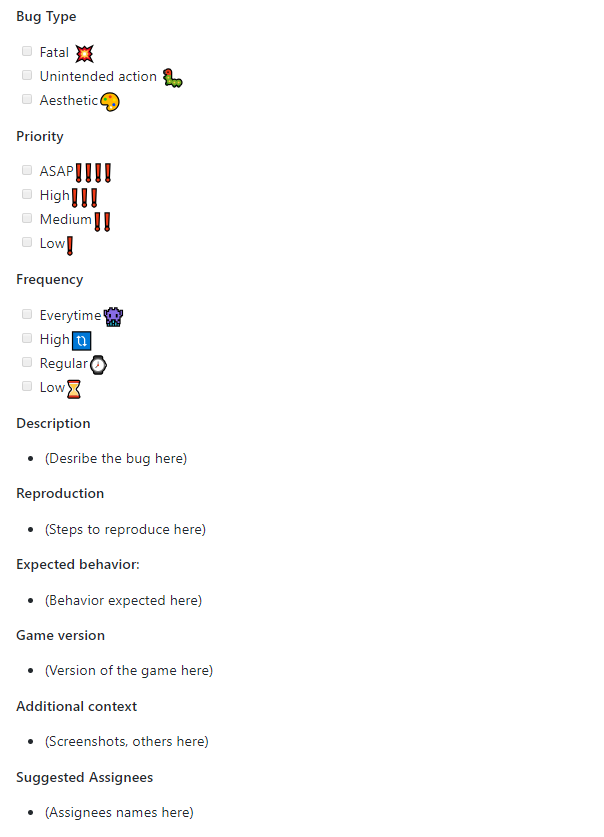 Bug Type
Fatal 💥
Unintended action 🐛
Aesthetic🎨
Priority
ASAP❗❗❗❗
High❗❗❗
Medium❗❗
Low❗
Frequency
Everytime👾
High🔃
Regular⌚
Low⌛
Description
• (Desribe the bug here)
Reproduction
• (Steps to reproduce here)
Expected behavior:
• (Behavior expected here)
Game version
• (Version of the game here)
Additional context
• (Screenshots, others here)
Suggested Assignees
• (Assignees names here)